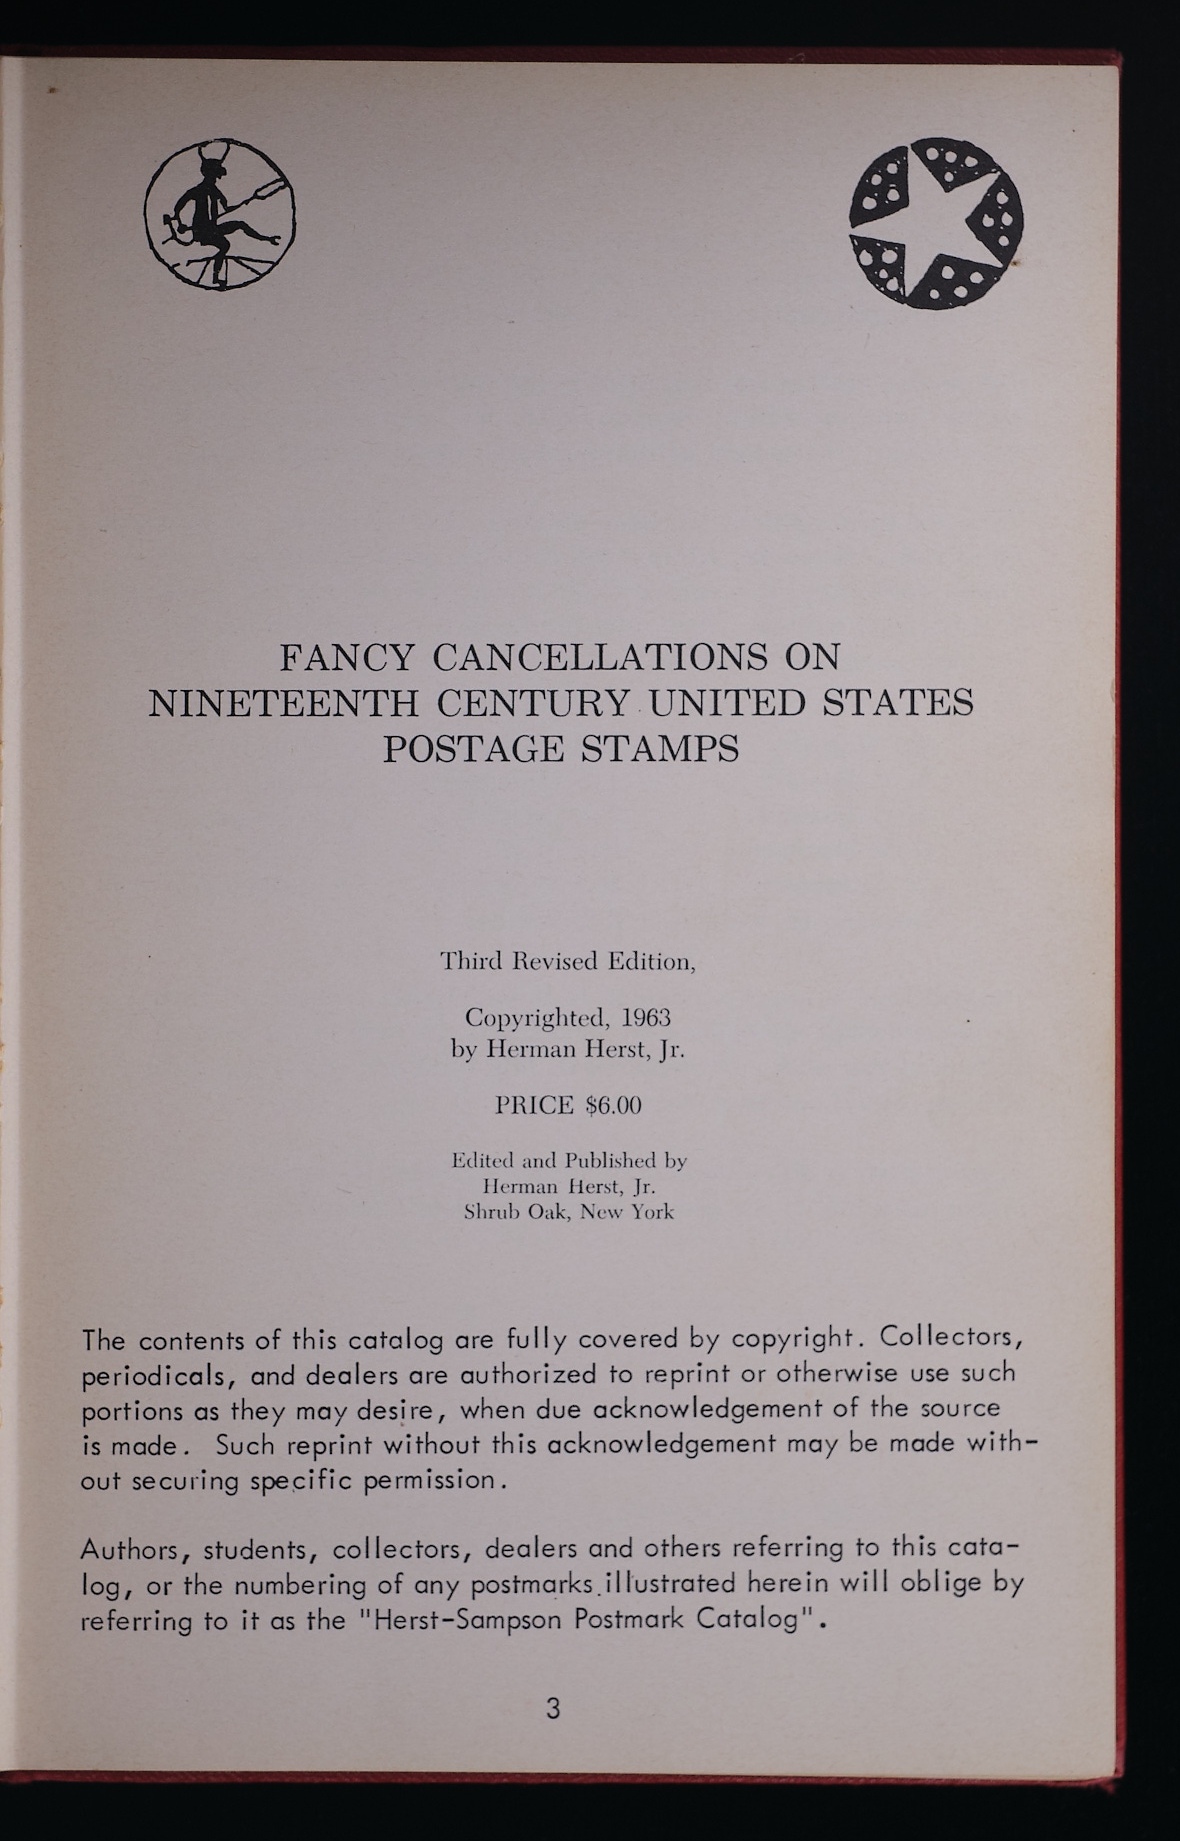 FANCY CANCELLATIONS ON
NINETEENTH CENTURY UNITED STATES
POSTAGE STAMPS
Third Revised Edition,
Copyrighted, 1963
by Herman Herst, Jr.
PRICE $6.00
Edited and Published by
Herman Herst, Jr.
Shrub Oak, New York
The contents of this catalog are fully covered by copyright. Collectors,
periodicals, and dealers are authorized to reprint or otherwise use such
portions as they may desire, when due acknowledgement of the source
is made. Such reprint without this acknowledgement may be made with-
out securing specific permission.
Authors, students, collectors, dealers and others referring to this cata-
log, or the numbering of any postmarks illustrated herein will oblige by
referring to it as the "Herst-Sampson Postmark Catalog".
3